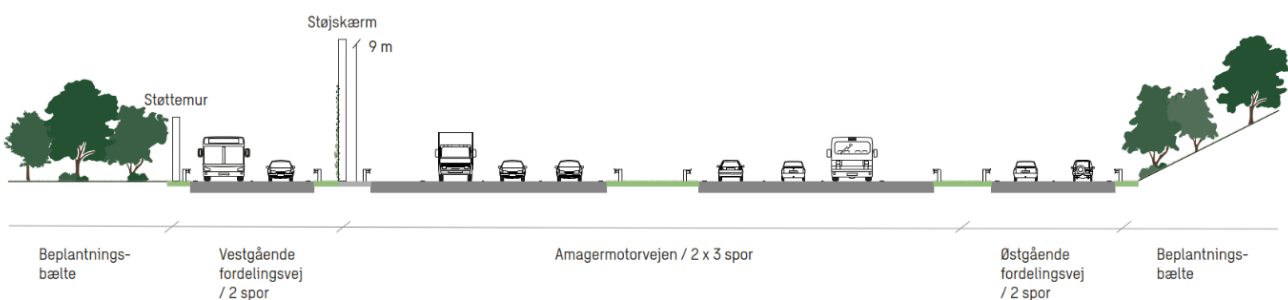 Støjskærm
9 m
Støttemur
Beplantnings-
bælte
Vestgående
fordelingsvej
/ 2 spor
Amagermotorvejen / 2 x 3 spor
Østgående
fordelingsvej
/ 2 spor
Beplantnings-
bælte